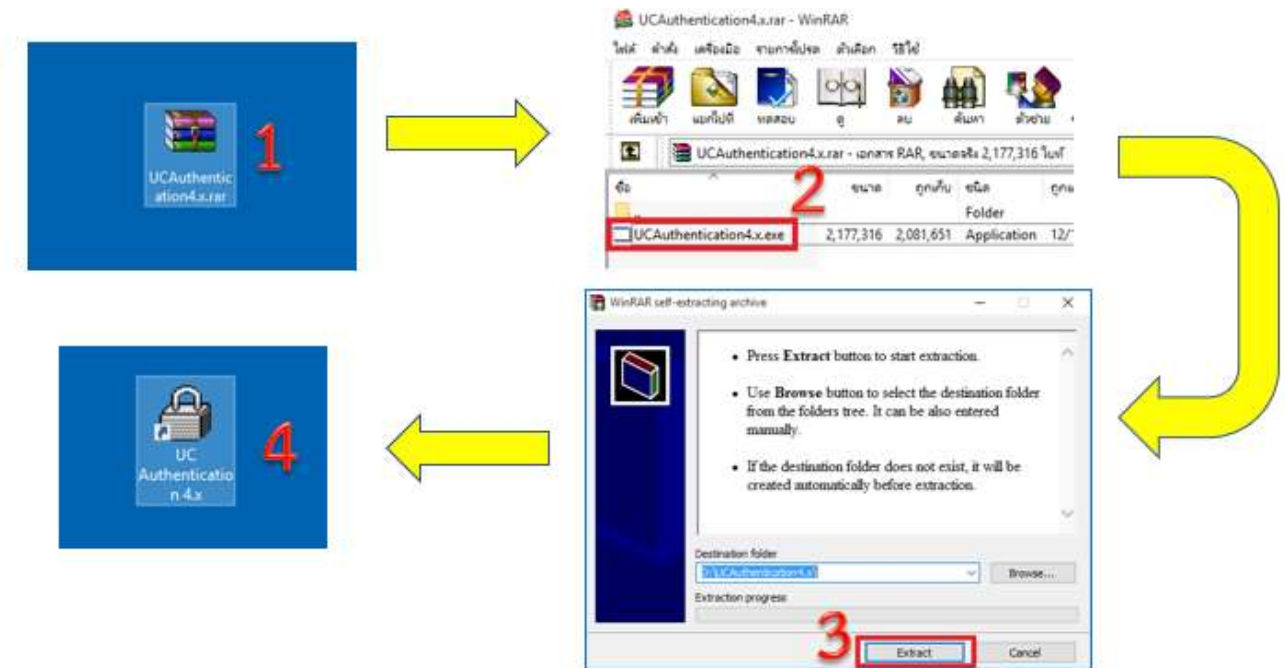 1
UCAuthentic
ation4.x.rar
UCAuthentication4.x.rar - WinRAR
ไฟล์ คำสั่ง เครื่องมือ รายการโปรด ตัวเลือก วิธีใช้
เพิ่มเข้า แยกไปที่ ทดสอบ ดู ลบ ค้นหา ตัวช่วย
UCAuthentication4.x.rar - เอกสาร RAR, ขนาดจริง 2,177,316 ไบท์
2
ชื่อ ขนาด ถูกเก็บ ชนิด
..
Folder
UCAuthentication4.x.exe 2,177,316 2,081,651 Application 12/
WinRAR self-extracting archive
• Press Extract button to start extraction.
• Use Browse button to select the destination folder
from the folders tree. It can be also entered
manually.
• If the destination folder does not exist, it will be
created automatically before extraction.
Destination folder
D:\UCAuthentication4.x\
Browse...
Extraction progress
3
Extract Cancel
UC
Authenticatio
n 4.x
4